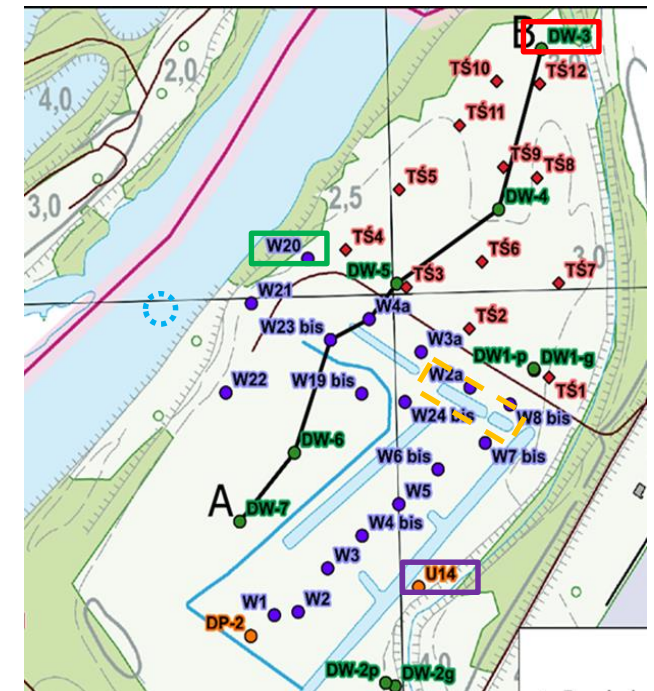 B DW-3
2,0
TŚ10
TŚ12
4,0
TŚ11
TŚ9
TŚ8
2,5
TŚ5
3,0
DW-4
W20
TŚ4
TŚ6
3,0
DW-5
TŚ3
TŚ7
W21
W4a
W23 bis
TŚ2
W3a
DW1-p
DW1-g
W22
W19 bis
W2a
TŚ1
W24 bis
W8 bis
W6 bis
W7 bis
A
DW-7
DW-6
W5
W4 bis
W3
U14
W1
W2
DP-2
DW-2p
DW-2g